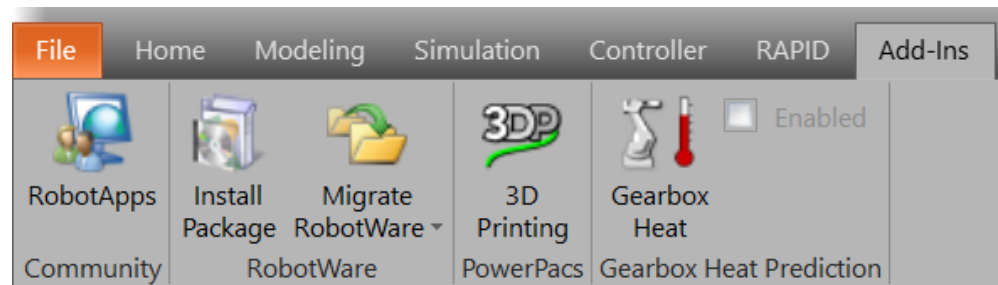 File Home Modeling Simulation Controller RAPID Add-Ins
3DP Enabled
RobotApps Install Migrate 3D Gearbox
Package RobotWare Printing Heat
Community RobotWare PowerPacs Gearbox Heat Prediction